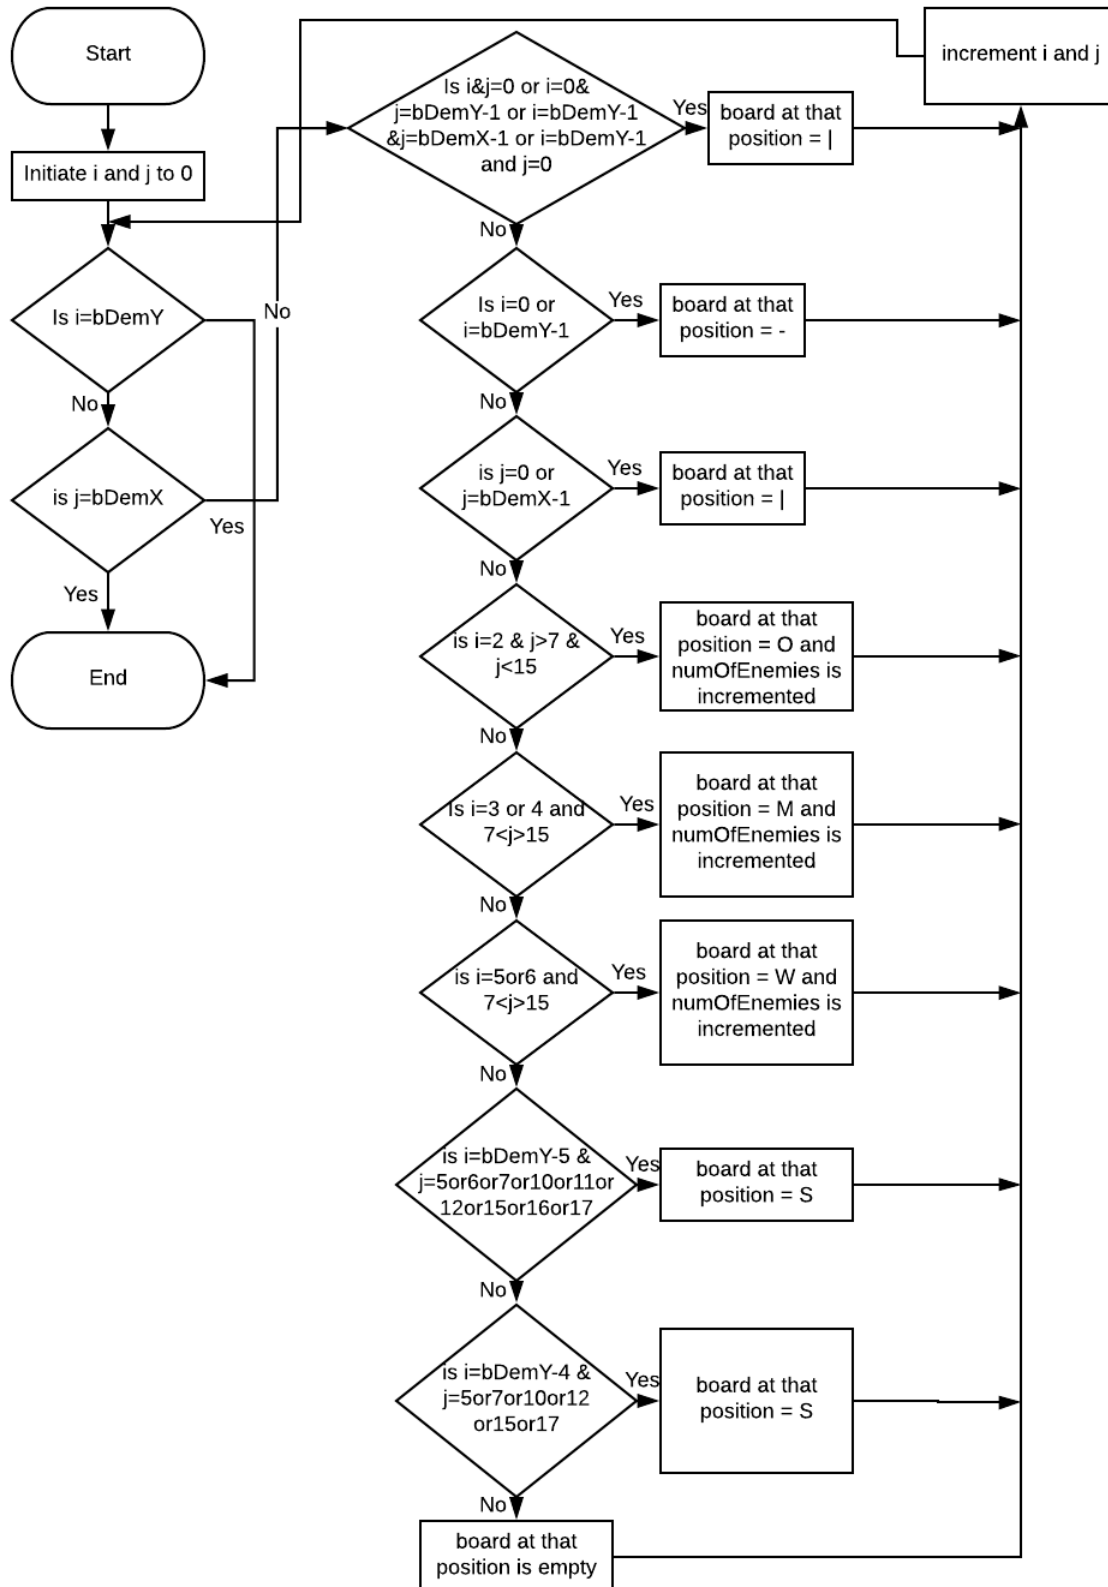 Start
increment i and j
Initiate i and j to 0
Is i=bDemY
No
is j=bDemX
Yes
Yes
No
End
Is i&j=0 or i=0&
j=bDemY-1 or i=bDemY-1
&j=bDemX-1 or i=bDemY-1
and j=0
Yes
board at that
position = |
No
Is i=0 or
i=bDemY-1
Yes
board at that
position = -
No
is j=0 or
j=bDemX-1
Yes
board at that
position = |
No
is i=2 & j>7 &
j<15
Yes
board at that
position = O and
numOfEnemies is
incremented
No
Is i=3 or 4 and
7<j>15
Yes
board at that
position = M and
numOfEnemies is
incremented
No
is i=5or6 and
7<j>15
Yes
board at that
position = W and
numOfEnemies is
incremented
No
is i=bDemY-5 &
j=5or6or7or10or11or
12or15or16or17
Yes
board at that
position = S
No
is i=bDemY-4 &
j=5or7or10or12
or15or17
Yes
board at that
position = S
No
board at that
position is empty